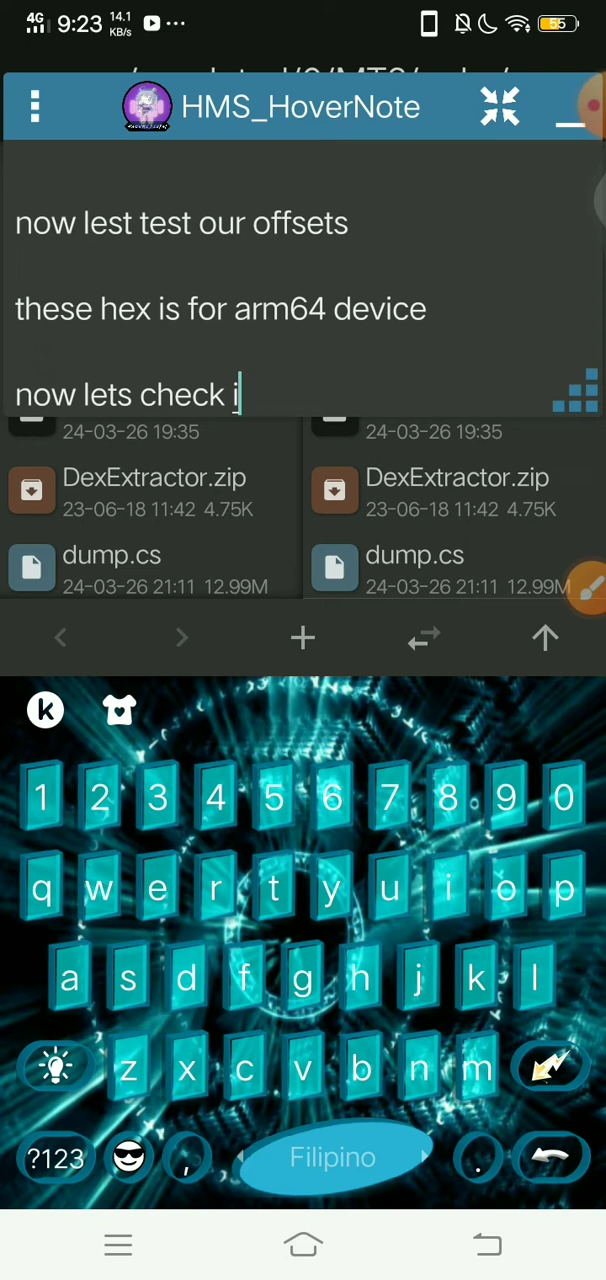 4G 9:23 14.1 KB/s 55
HMS_HoverNote
now lest test our offsets
these hex is for arm64 device
now lets check i
24-03-26 19:35 24-03-26 19:35
DexExtractor.zip DexExtractor.zip
23-06-18 11:42 4.75K 23-06-18 11:42 4.75K
dump.cs dump.cs
24-03-26 21:11 12.99M 24-03-26 21:11 12.99M
k
1 2 3 4 5 6 7 8 9 0
q w e r t y u i o p
a s d f g h j k l
z x c v b n m
?123 , Filipino .